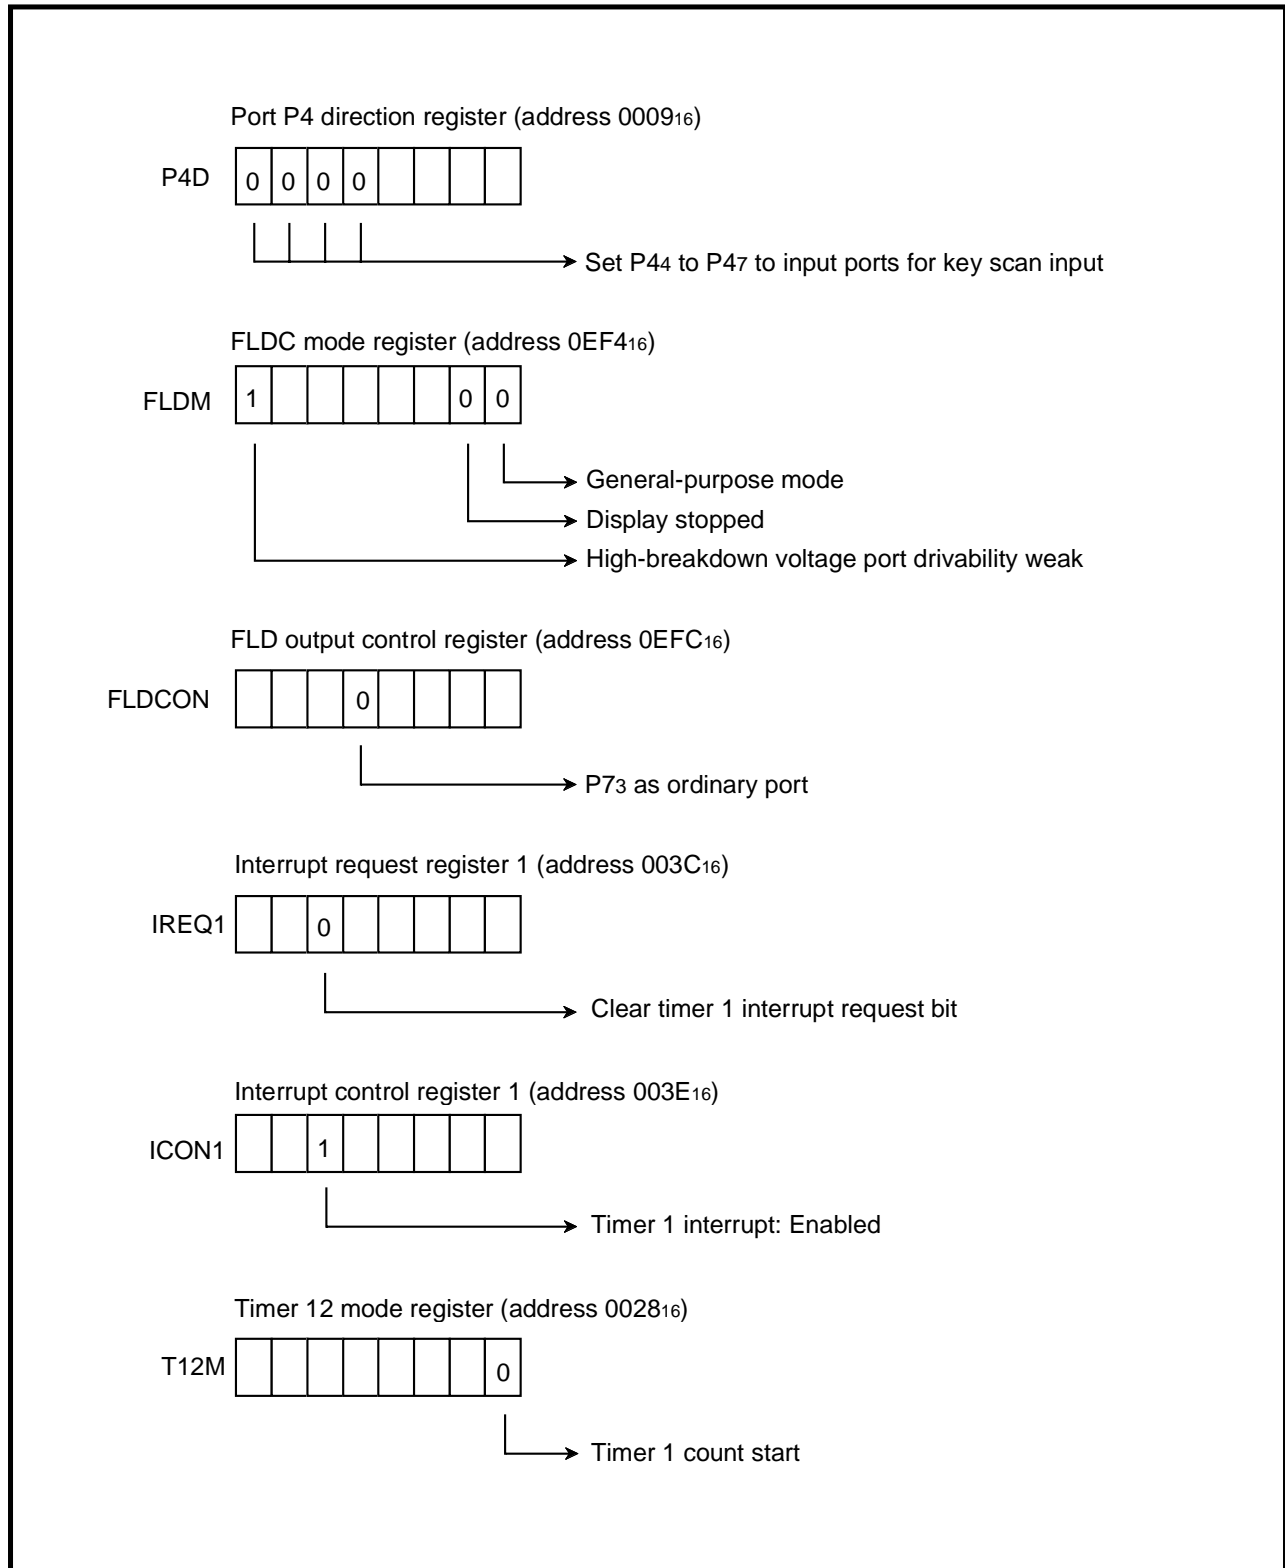 Port P4 direction register (address 0009₁₆)
P4D 0 0 0 0
Set P4₄ to P4₇ to input ports for key scan input
FLDC mode register (address 0EF4₁₆)
FLDM 1 0 0
General-purpose mode
Display stopped
High-breakdown voltage port drivability weak
FLD output control register (address 0EFC₁₆)
FLDCON 0
P7₃ as ordinary port
Interrupt request register 1 (address 003C₁₆)
IREQ1 0
Clear timer 1 interrupt request bit
Interrupt control register 1 (address 003E₁₆)
ICON1 1
Timer 1 interrupt: Enabled
Timer 12 mode register (address 0028₁₆)
T12M 0
Timer 1 count start